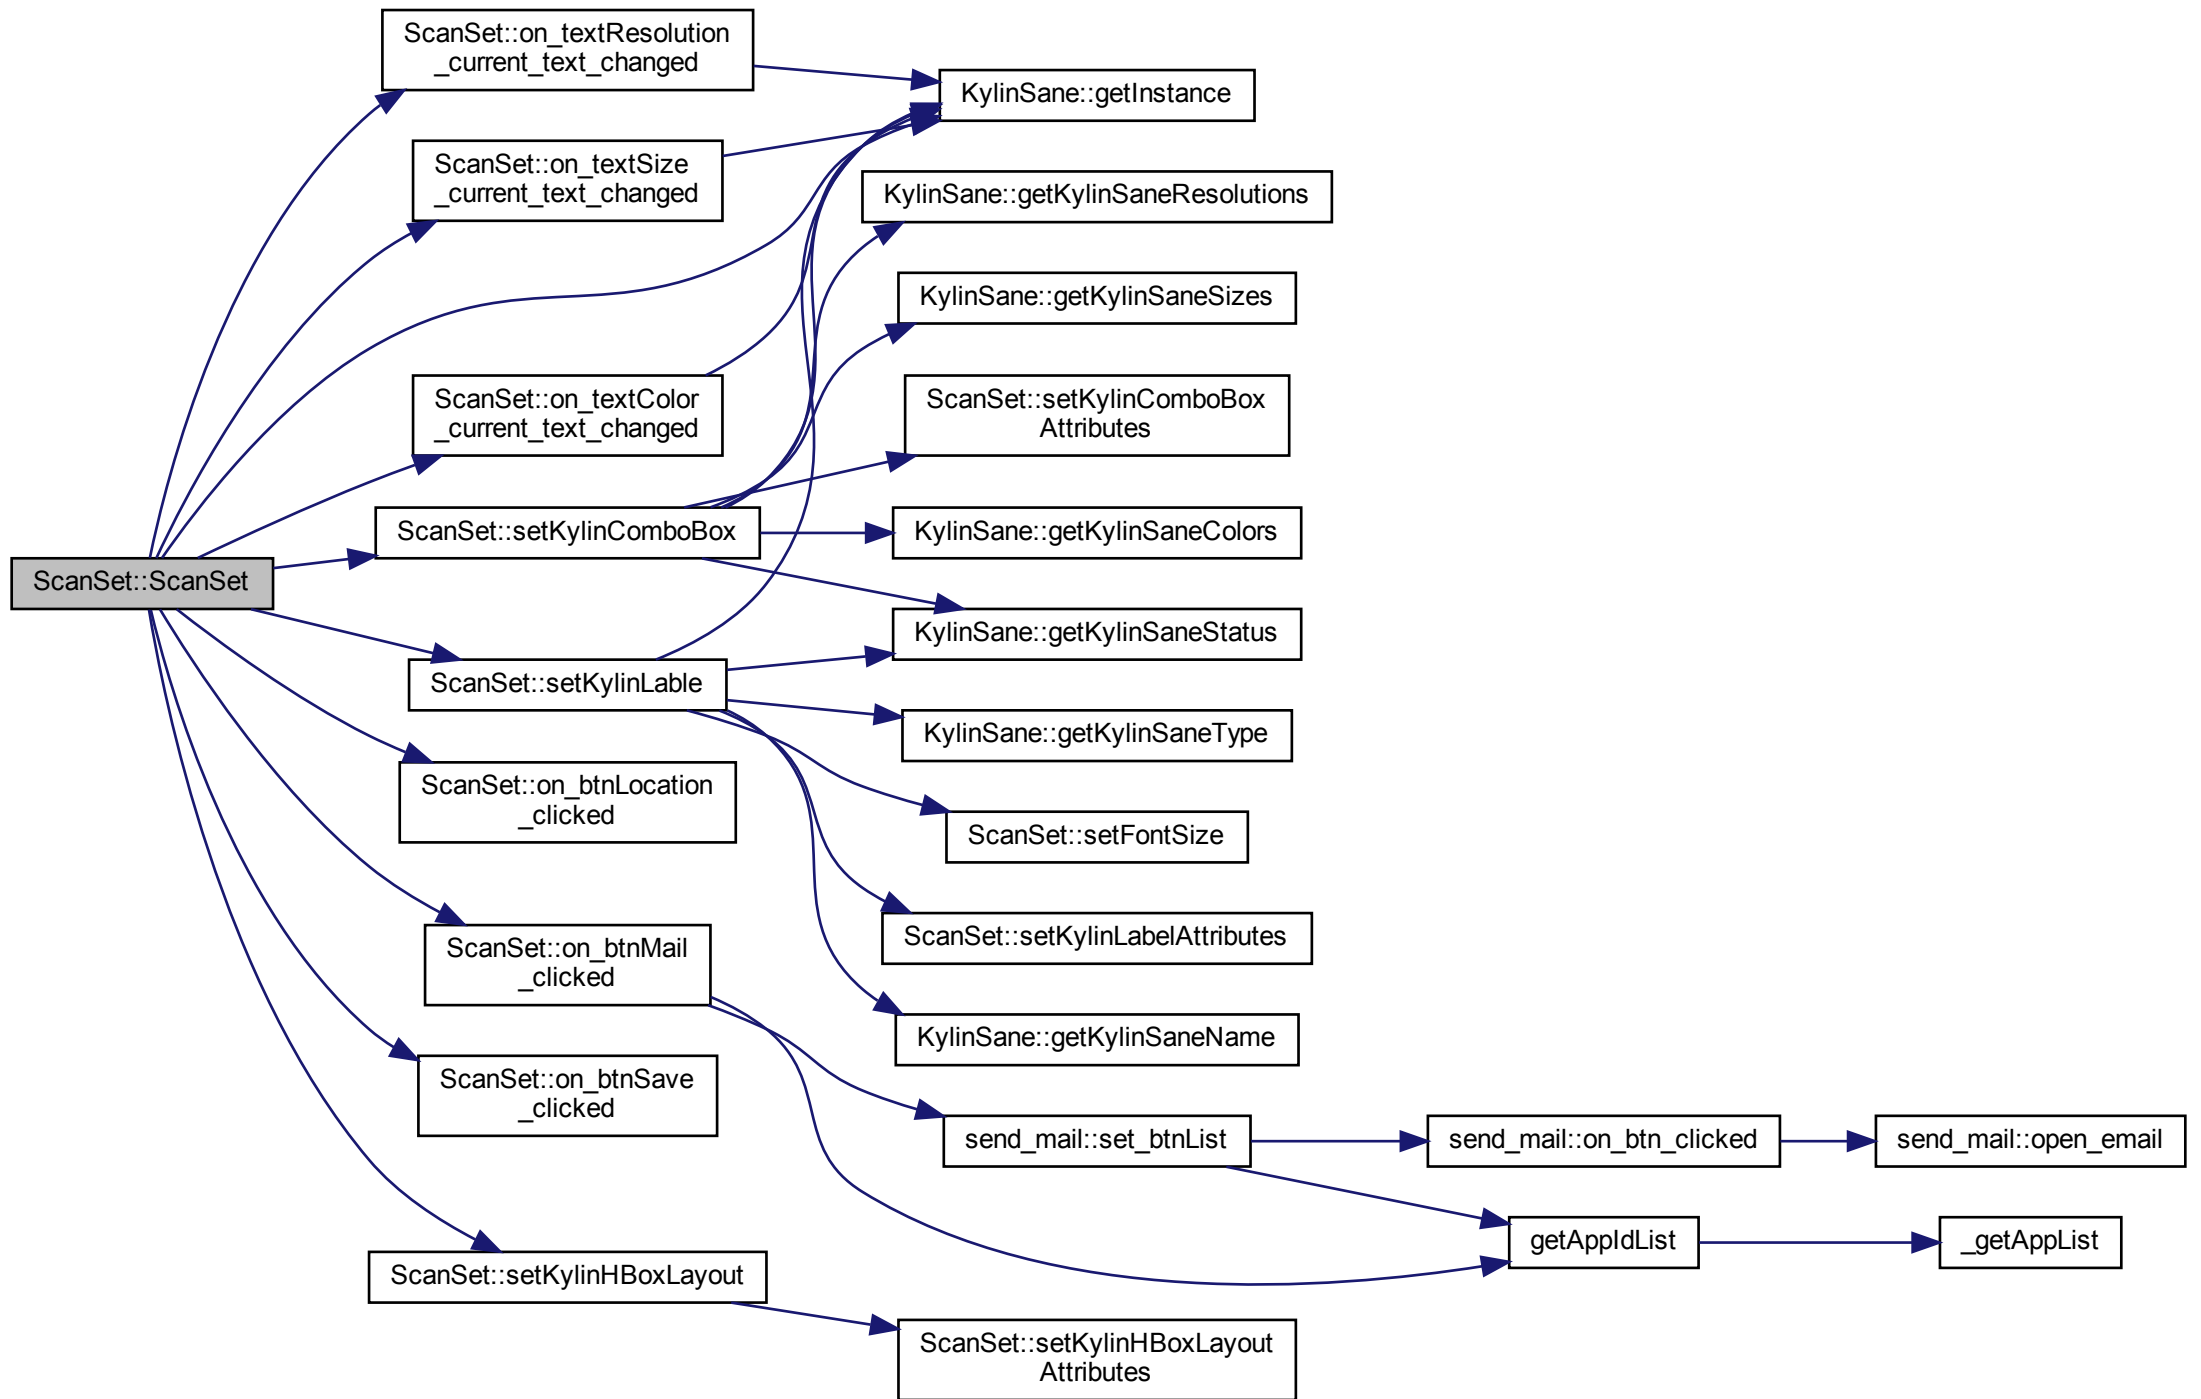 ScanSet::on_textResolution
_current_text_changed
KylinSane::getInstance
ScanSet::on_textSize
_current_text_changed
KylinSane::getKylinSaneResolutions
KylinSane::getKylinSaneSizes
ScanSet::on_textColor
_current_text_changed
ScanSet::setKylinComboBox
Attributes
ScanSet::setKylinComboBox
KylinSane::getKylinSaneColors
ScanSet::ScanSet
KylinSane::getKylinSaneStatus
ScanSet::setKylinLable
KylinSane::getKylinSaneType
ScanSet::on_btnLocation
_clicked
ScanSet::setFontSize
ScanSet::setKylinLabelAttributes
ScanSet::on_btnMail
_clicked
KylinSane::getKylinSaneName
ScanSet::on_btnSave
_clicked
send_mail::set_btnList
send_mail::on_btn_clicked
send_mail::open_email
getAppIdList
_getAppList
ScanSet::setKylinHBoxLayout
ScanSet::setKylinHBoxLayout
Attributes